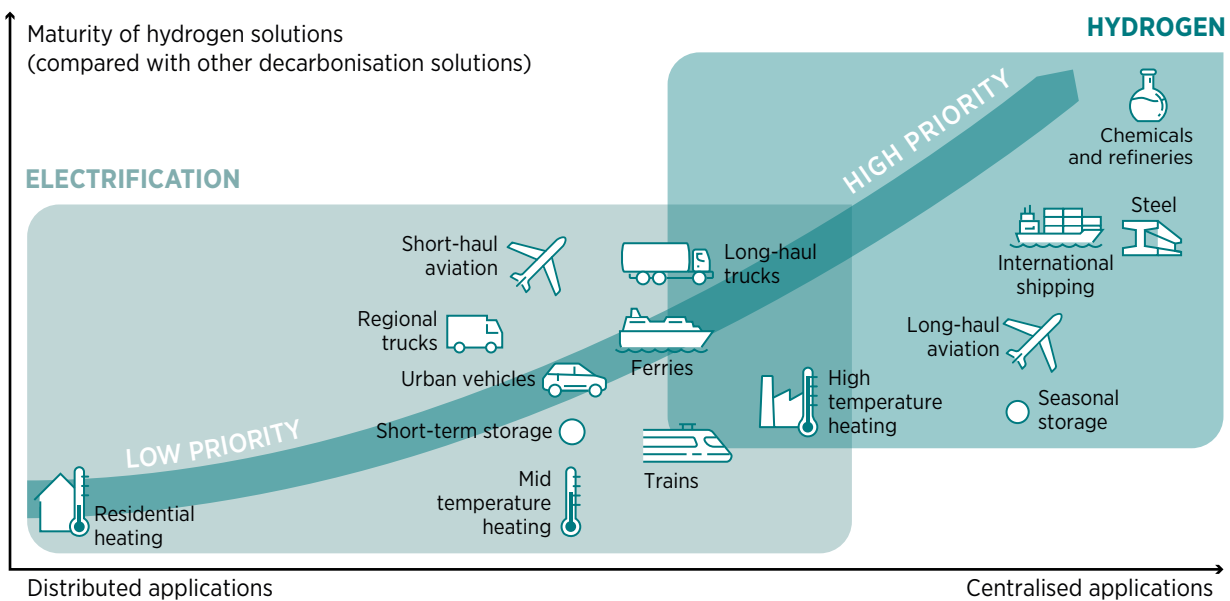 HYDROGEN
Maturity of hydrogen solutions
(compared with other decarbonisation solutions)
HIGH PRIORITY
Chemicals
and refineries
ELECTRIFICATION
Steel
Short-haul
aviation
Long-haul
trucks
International
shipping
Regional
trucks
Long-haul
aviation
Urban vehicles
Ferries
High
temperature
heating
Seasonal
storage
LOW PRIORITY
Short-term storage
Trains
Mid
temperature
heating
Residential
heating
Distributed applications
Centralised applications